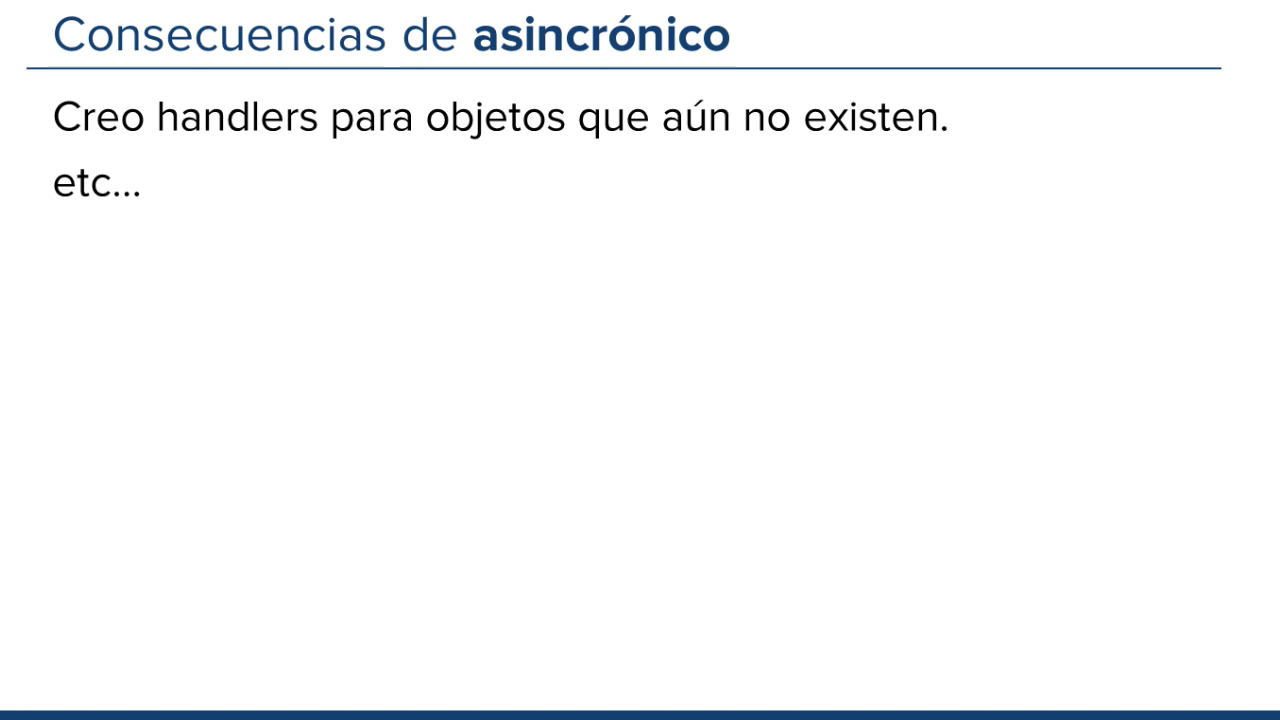 Consecuencias de asincrónico
Creo handlers para objetos que aún no existen.
etc...